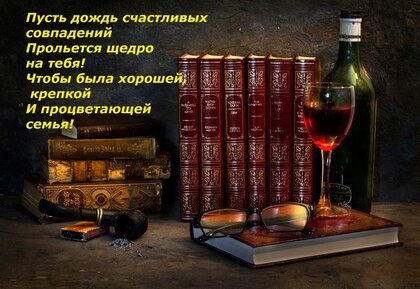 Пусть дождь счастливых
совпадений
Прольется щедро
на тебя!
Чтобы была хорошей,
крепкой
И процветающей
семья!